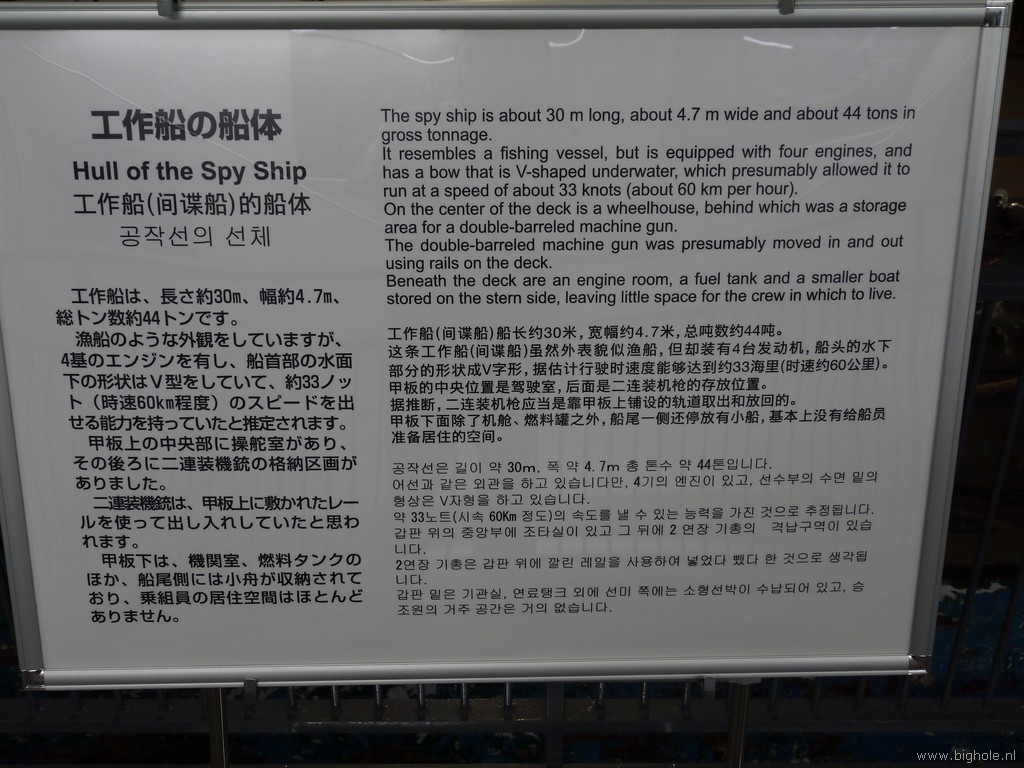 工作船の船体
Hull of the Spy Ship
工作船(间谍船)的船体
공작선의 선체
工作船は、長さ約30m、幅約4.7m、
総トン数約44トンです。
漁船のような外観をしていますが、
4基のエンジンを有し、船首部の水面
下の形状はV型をしていて、約33ノッ
ト（時速60km程度）のスピードを出
せる能力を持っていたと推定されます。
甲板上の中央部に操舵室があり、
その後ろに二連装機銃の格納区画が
ありました。
二連装機銃は、甲板上に敷かれたレー
ルを使って出し入れしていたと思わ
れます。
甲板下は、機関室、燃料タンクの
ほか、船尾側には小舟が収納されて
おり、乗組員の居住空間はほとんど
ありません。
The spy ship is about 30 m long, about 4.7 m wide and about 44 tons in
gross tonnage.
It resembles a fishing vessel, but is equipped with four engines, and
has a bow that is V-shaped underwater, which presumably allowed it to
run at a speed of about 33 knots (about 60 km per hour).
On the center of the deck is a wheelhouse, behind which was a storage
area for a double-barreled machine gun.
The double-barreled machine gun was presumably moved in and out
using rails on the deck.
Beneath the deck are an engine room, a fuel tank and a smaller boat
stored on the stern side, leaving little space for the crew in which to live.
工作船(间谍船)船长约30米，宽幅约4.7米，总吨数约44吨。
这条工作船(间谍船)虽然外表貌似渔船，但却装有4台发动机，船头的水下
部分的形状成V字形，据估计行驶时速度能够达到约33海里(时速约60公里)。
甲板的中央位置是驾驶室，后面是二连装机枪的存放位置。
据推断，二连装机枪应当是靠甲板上铺设的轨道取出和放回的。
甲板下面除了机舱、燃料罐之外，船尾一侧还停放有小船，基本上没有给船员
准备居住的空间。
공작선은 길이 약 30m, 폭 약 4.7m 총 톤수 약 44톤입니다.
어선과 같은 외관을 하고 있습니다만, 4기의 엔진이 있고, 선수부의 수면 밑의
형상은 V자형을 하고 있습니다.
약 33노트(시속 60Km 정도)의 속도를 낼 수 있는 능력을 가진 것으로 추정됩니다.
갑판 위의 중앙부에 조타실이 있고 그 뒤에 2 연장 기총의 격납구역이 있습
니다.
2연장 기총은 갑판 위에 깔린 레일을 사용하여 넣었다 뺐다 한 것으로 생각됩
니다.
갑판 밑은 기관실, 연료탱크 외에 선미 쪽에는 소형선박이 수납되어 있고, 승
조원의 거주 공간은 거의 없습니다.
www.bighole.nl